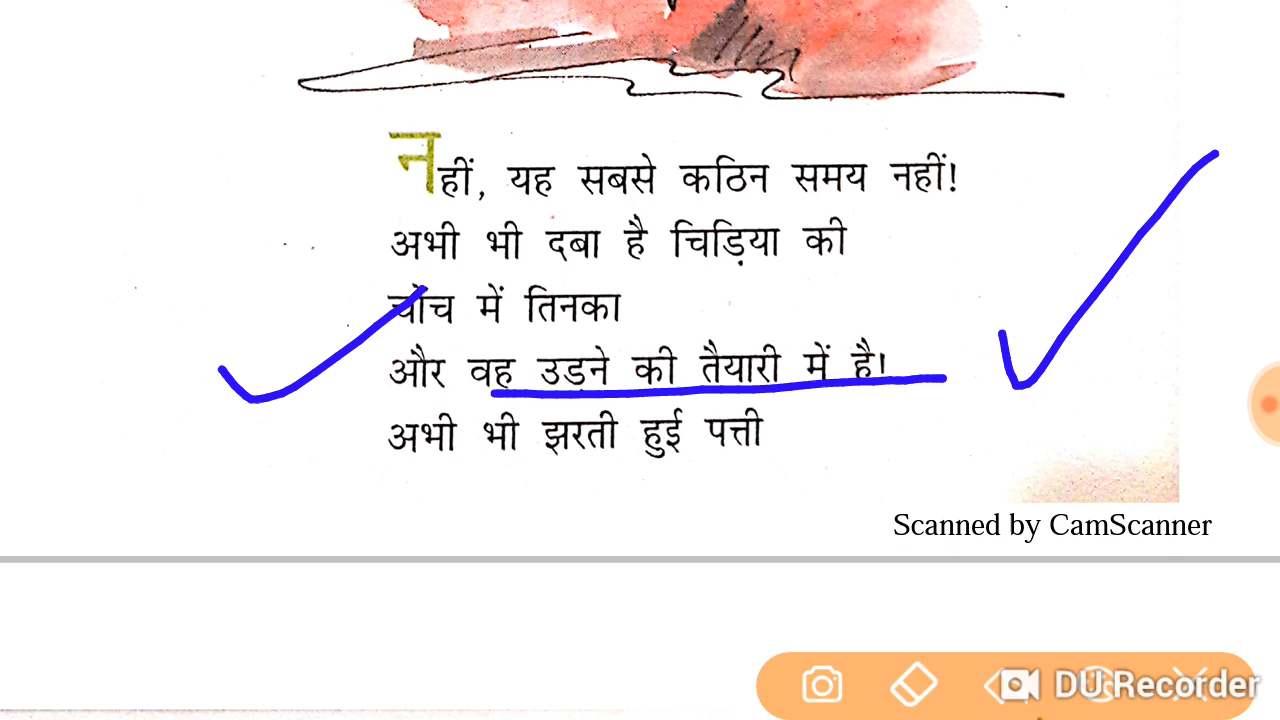 नहीं, यह सबसे कठिन समय नहीं!
अभी भी दबा है चिड़िया की
चोंच में तिनका
और वह उड़ने की तैयारी में है!
अभी भी झरती हुई पत्ती
Scanned by CamScanner
DU Recorder